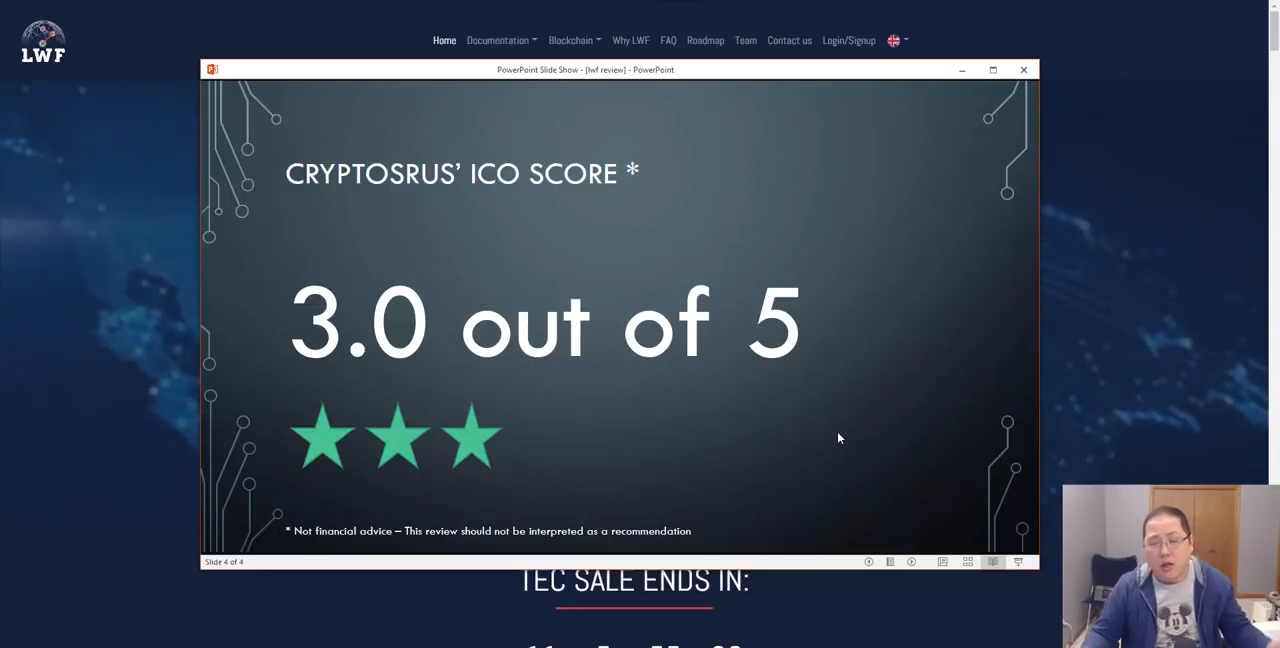 LWF
Home Documentation Blockchain Why LWF FAQ Roadmap Team Contact us Login/Signup
PowerPoint Slide Show - [lwf review] - PowerPoint
CRYPTOSRUS’ ICO SCORE *
3.0 out of 5
* Not financial advice – This review should not be interpreted as a recommendation
Slide 4 of 4
TEC SALE ENDS IN: